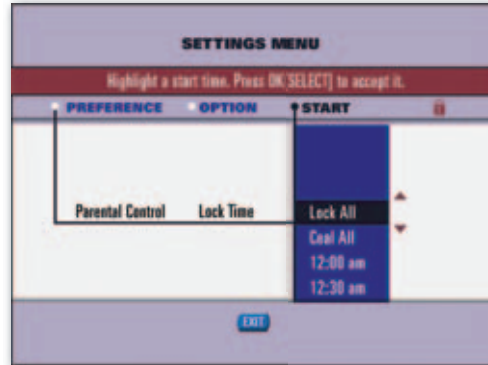 SETTINGS MENU
Highlight a start time. Press OK[SELECT] to accept it.
PREFERENCE OPTION START
Parental Control Lock Time Lock All
Coal All
12:00 am
12:30 am
EXIT